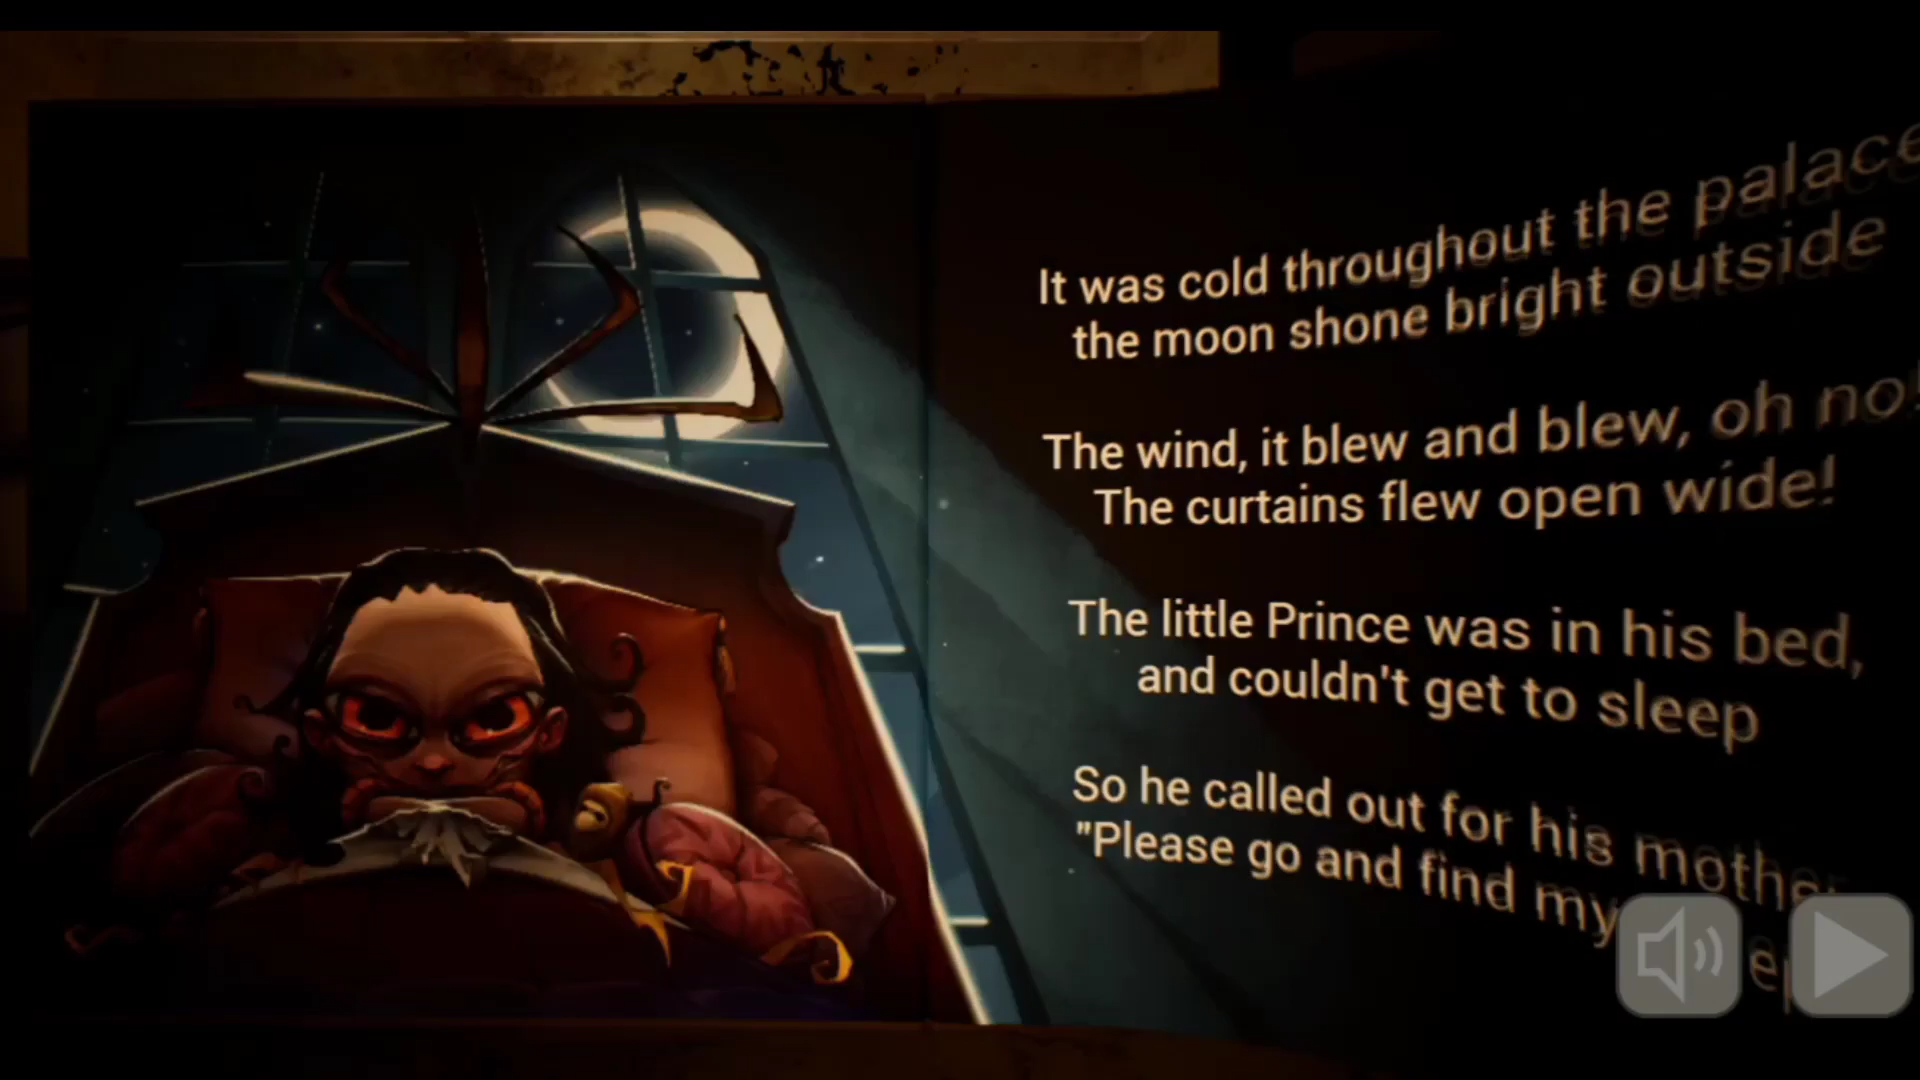 It was cold throughout the palace
the moon shone bright outside
The wind, it blew and blew, oh no!
The curtains flew open wide!
The little Prince was in his bed,
and couldn't get to sleep
So he called out for his
"Please go and find my